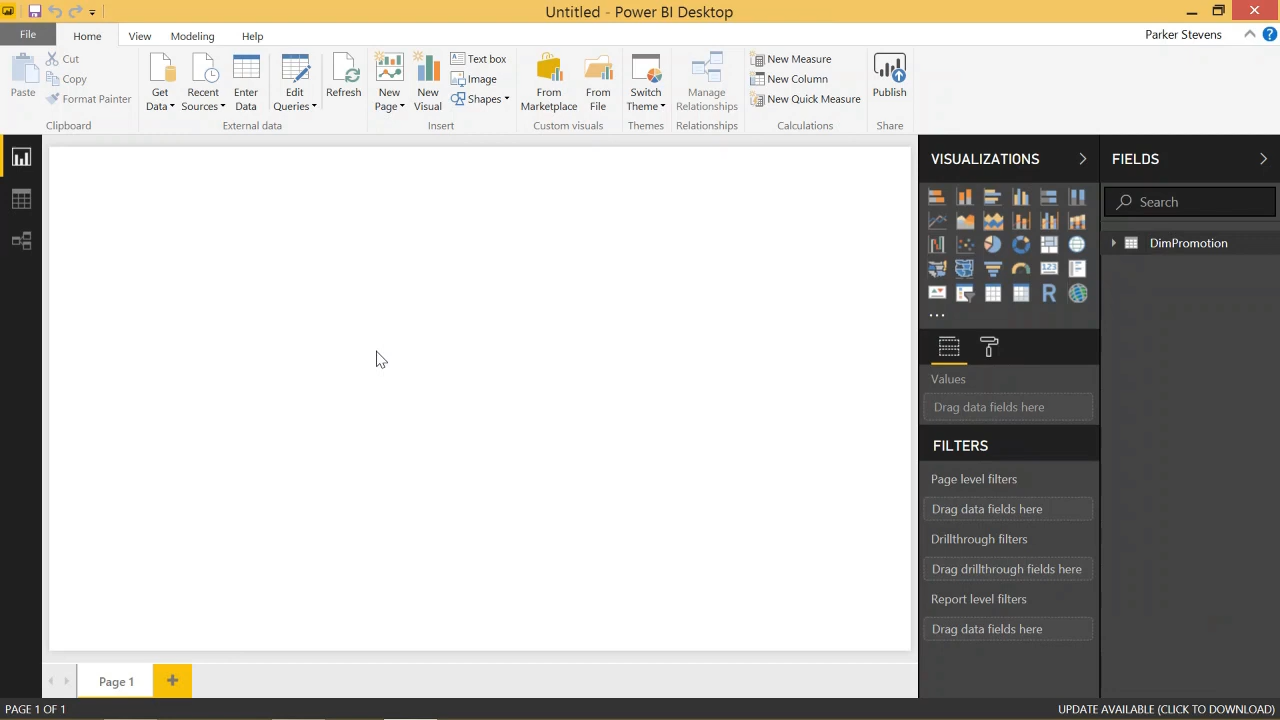 Untitled - Power BI Desktop
File Home View Modeling Help Parker Stevens
Paste Cut Copy Format Painter
Get Data Recent Sources Enter Data Edit Queries Refresh
New Page New Visual Text box Image Shapes
From Marketplace From File Switch Theme Manage Relationships
New Measure New Column New Quick Measure Publish
Clipboard External data Insert Custom visuals Themes Relationships Calculations Share
VISUALIZATIONS
FIELDS
Search
DimPromotion
123
R
Values
Drag data fields here
FILTERS
Page level filters
Drag data fields here
Drillthrough filters
Drag drillthrough fields here
Report level filters
Drag data fields here
Page 1
PAGE 1 OF 1
UPDATE AVAILABLE (CLICK TO DOWNLOAD)